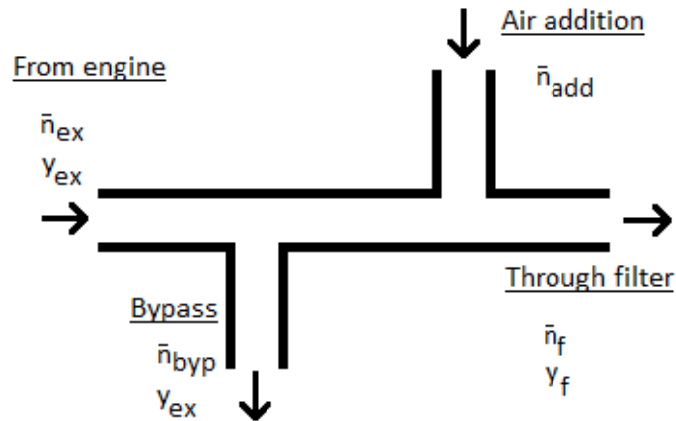 Air addition
From engine
n̄add
n̄ex
yex
Through filter
Bypass
n̄f
n̄byp
yf
yex